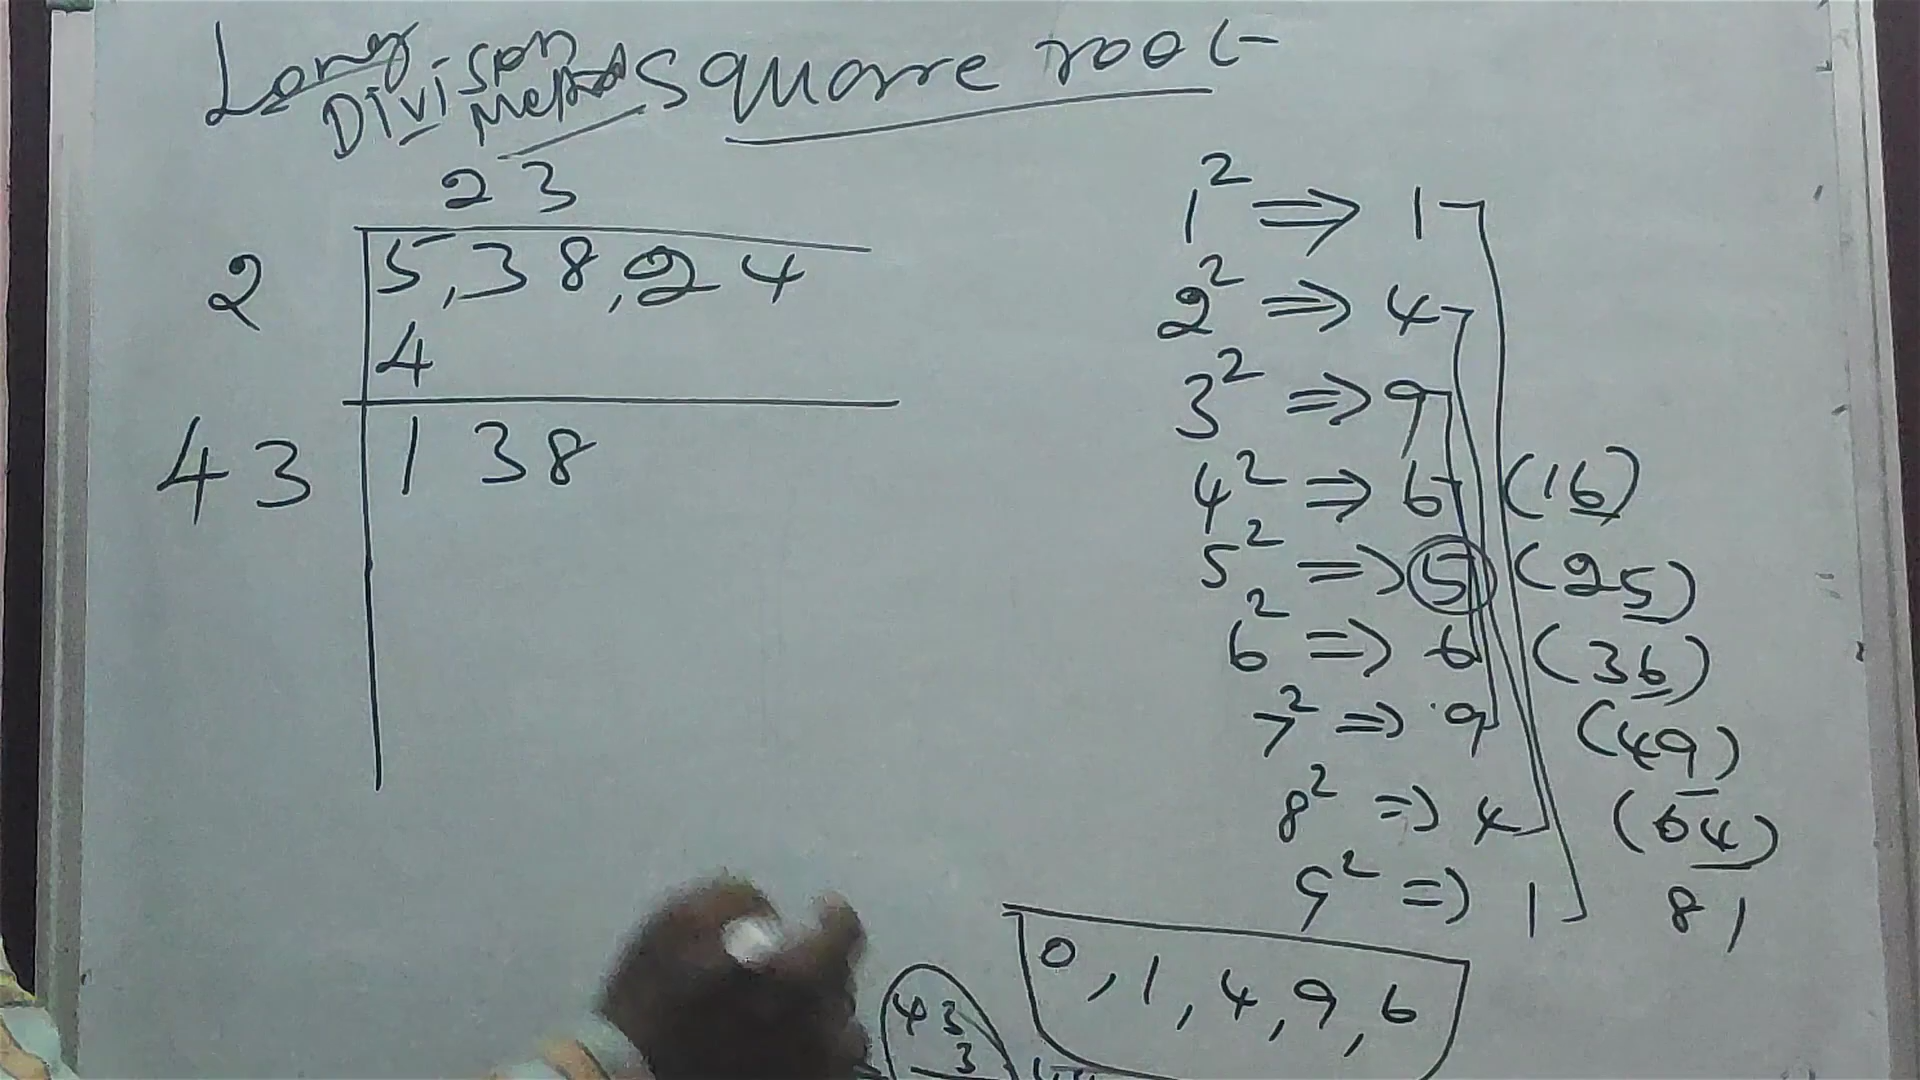 Long Division Method Square root
23
2 5,38,24
4
43 138
1² ⇒ 1
2² ⇒ 4
3² ⇒ 9
4² ⇒ 6 (16)
5² ⇒ 5 (25)
6² ⇒ 6 (36)
7² ⇒ 9 (49)
8² ⇒ 4 (64)
9² ⇒ 1 81
0, 1, 4, 9, 6
43
3